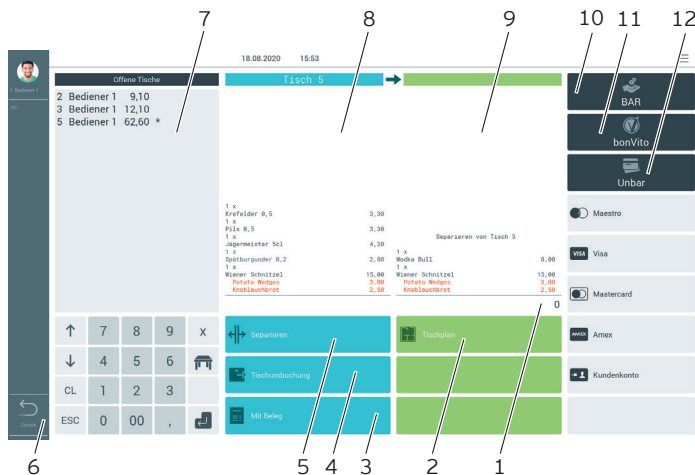 7 8 9 10 11 12
18.08.2020 15:53
1 Bediener 1
Offene Tische
2 Bediener 1 9,10
3 Bediener 1 12,10
5 Bediener 1 62,60 *
Tisch 5
1 x
Krefelder 0,5 3,30
1 x
Pils 0,5 3,30
1 x
Jägermeister 5cl 4,20
1 x
Spätburgunder 0,2 2,80
1 x
Wiener Schnitzel 15,00
Potato Wedges 3,00
Knoblauchbrot 2,50
Separieren von Tisch 5
1 x
Wodka Bull 8,00
1 x
Wiener Schnitzel 15,00
Potato Wedges 3,00
Knoblauchbrot 2,50
0
BAR
bonVito
Unbar
Maestro
VISA Visa
Mastercard
AMEX Amex
Kundenkonto
↑ 7 8 9 X
↓ 4 5 6
CL 1 2 3
ESC 0 00 ,
Separieren
Tischumbuchung
Mit Beleg
Tischplan
Zurück
6 5 4 3 2 1